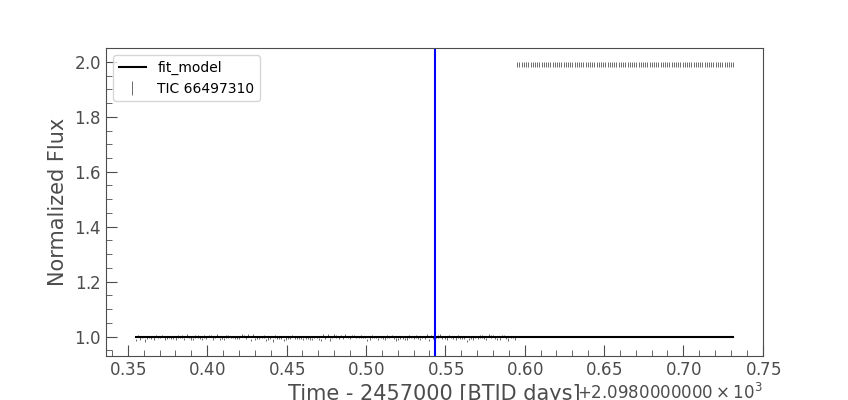 fit_model
TIC 66497310
Normalized Flux
2.0
1.8
1.6
1.4
1.2
1.0
0.35 0.40 0.45 0.50 0.55 0.60 0.65 0.70 0.75
Time - 2457000 [BTJD days]
+2.0980000000 × 10³